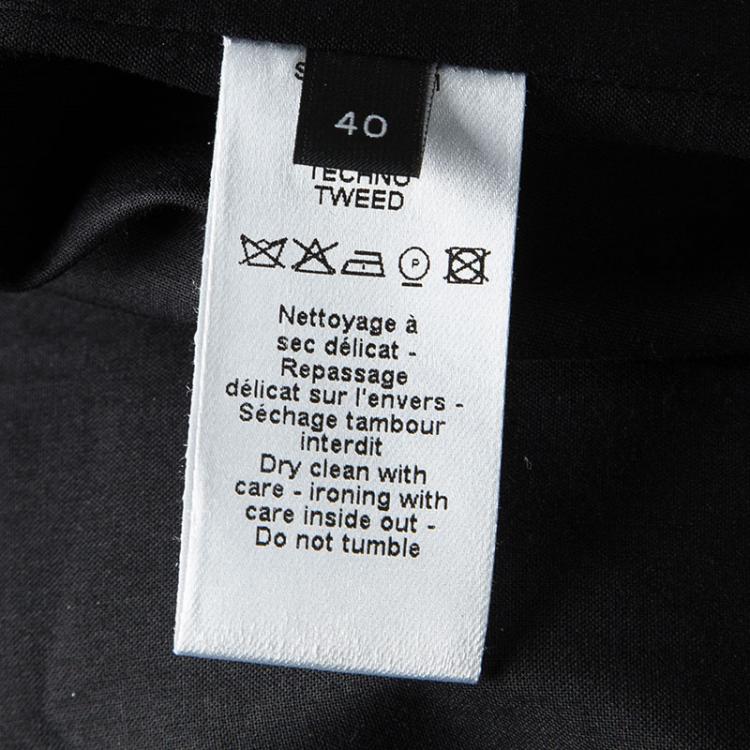 40
TECHNO
TWEED
P
Nettoyage à
sec délicat -
Repassage
délicat sur l'envers -
Séchage tambour
interdit
Dry clean with
care - ironing with
care inside out -
Do not tumble